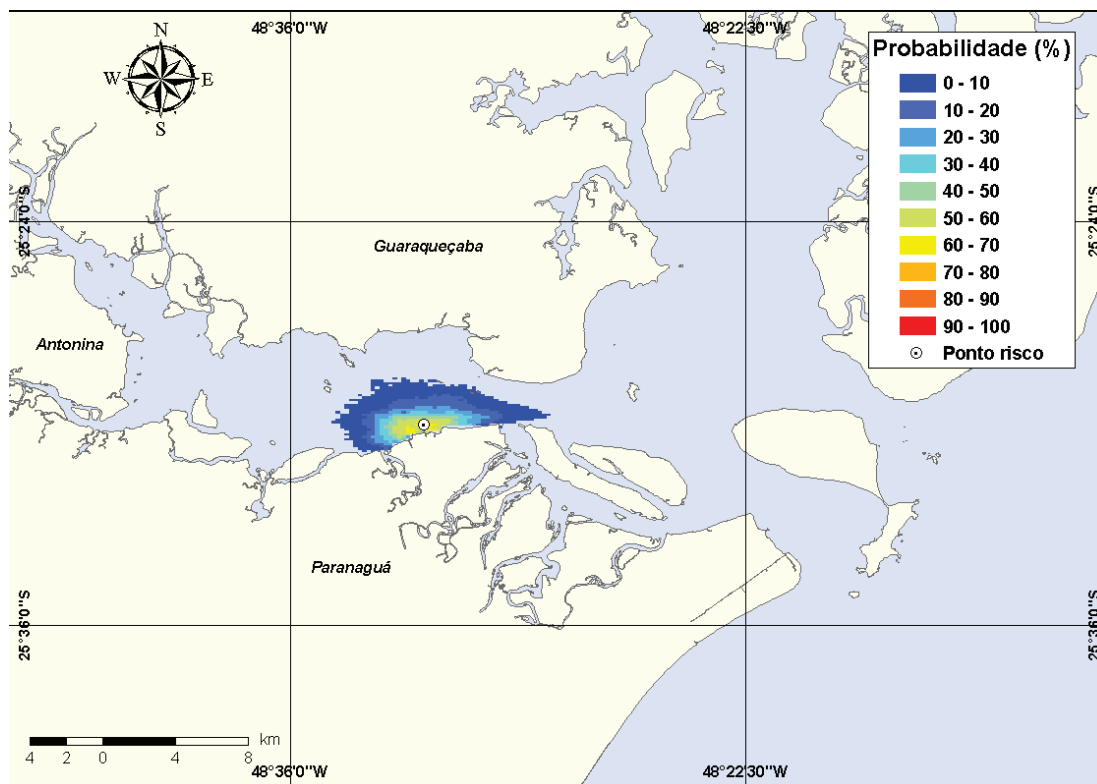 48°36'0"W
48°22'30"W
N
W
E
S
Probabilidade (%)
0 - 10
10 - 20
20 - 30
30 - 40
40 - 50
50 - 60
60 - 70
70 - 80
80 - 90
90 - 100
Ponto risco
25°24'0"S
25°24'0"S
Guaraqueçaba
Antonina
Paranaguá
25°36'0"S
25°36'0"S
km
4 2 0 4 8
48°36'0"W
48°22'30"W